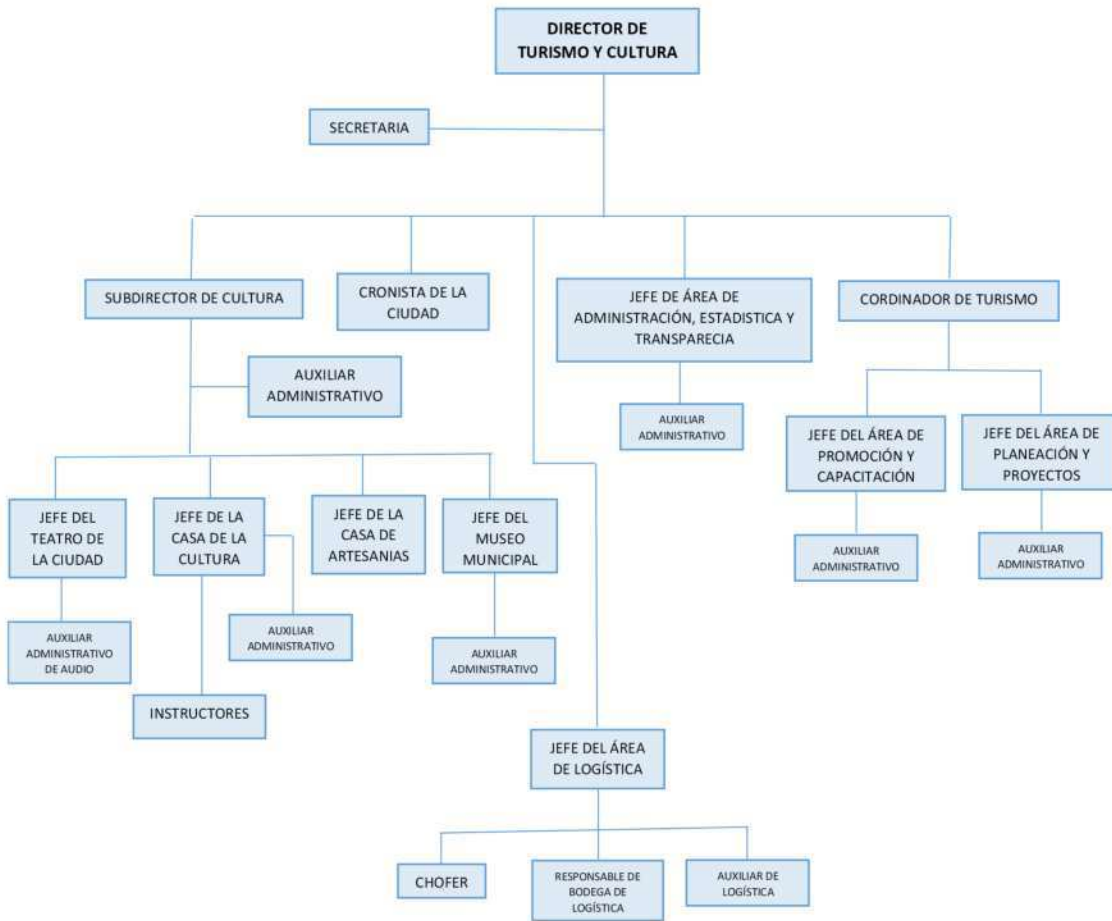 DIRECTOR DE
TURISMO Y CULTURA
SECRETARIA
SUBDIRECTOR DE CULTURA
CRONISTA DE LA
CIUDAD
JEFE DE ÁREA DE
ADMINISTRACIÓN, ESTADISTICA Y
TRANSPARECIA
CORDINADOR DE TURISMO
AUXILIAR
ADMINISTRATIVO
AUXILIAR
ADMINISTRATIVO
JEFE DEL ÁREA DE
PROMOCIÓN Y
CAPACITACIÓN
JEFE DEL ÁREA DE
PLANEACIÓN Y
PROYECTOS
JEFE DEL
TEATRO DE
LA CIUDAD
JEFE DE LA
CASA DE LA
CULTURA
JEFE DE LA
CASA DE
ARTESANIAS
JEFE DEL
MUSEO
MUNICIPAL
AUXILIAR
ADMINISTRATIVO
AUXILIAR
ADMINISTRATIVO
AUXILIAR
ADMINISTRATIVO
DE AUDIO
AUXILIAR
ADMINISTRATIVO
AUXILIAR
ADMINISTRATIVO
INSTRUCTORES
JEFE DEL ÁREA
DE LOGÍSTICA
CHOFER
RESPONSABLE DE
BODEGA DE
LOGÍSTICA
AUXILIAR DE
LOGÍSTICA